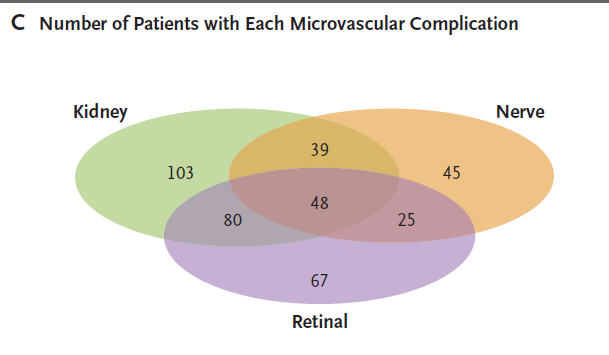 C Number of Patients with Each Microvascular Complication
Kidney
Nerve
39
103
45
48
80
25
67
Retinal